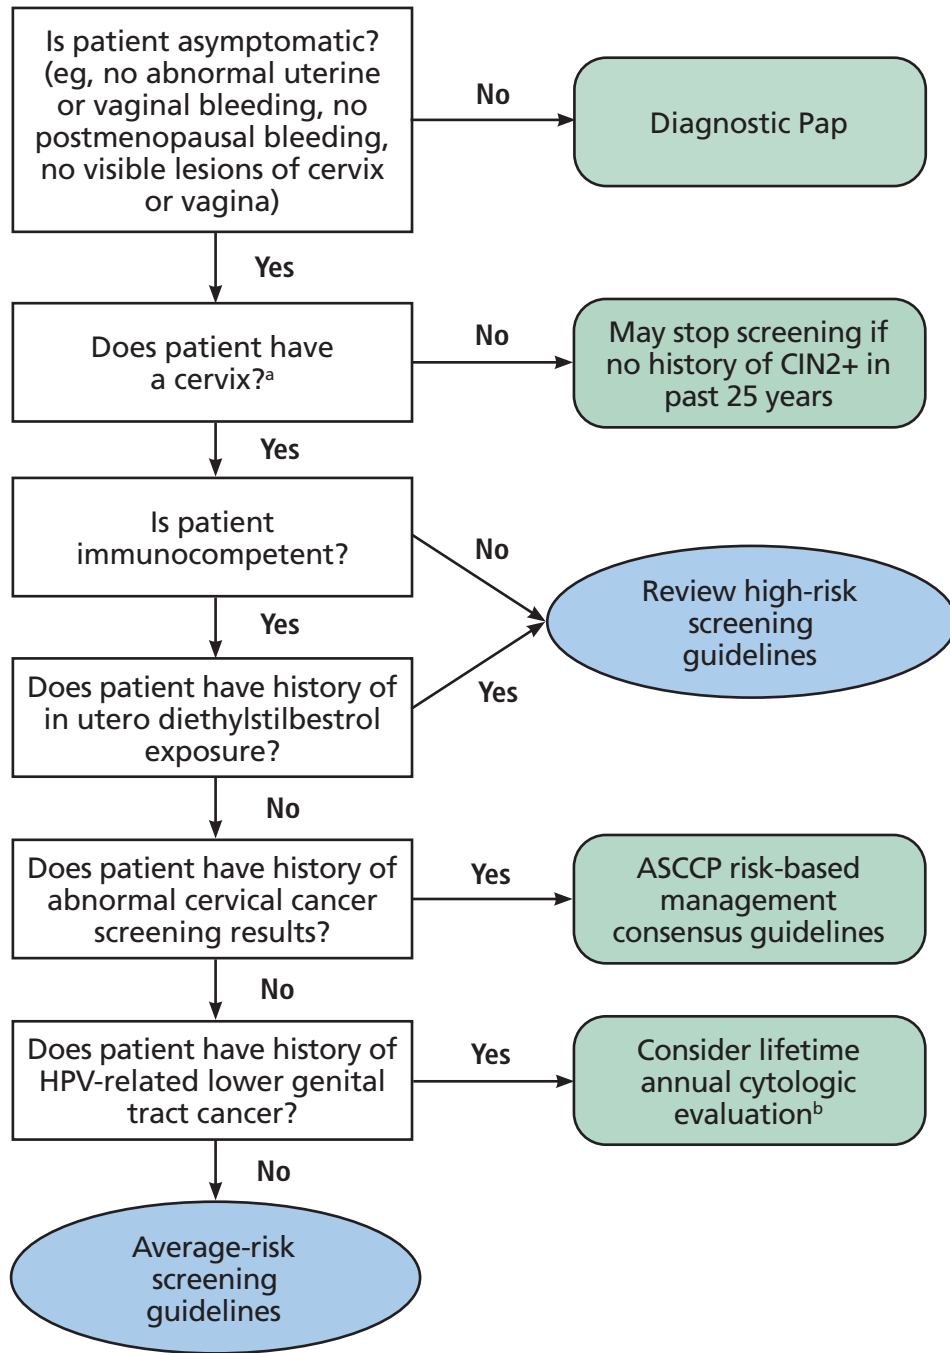 Is patient asymptomatic?
(eg, no abnormal uterine
or vaginal bleeding, no
postmenopausal bleeding,
no visible lesions of cervix
or vagina)
No
Diagnostic Pap
Yes
Does patient have
a cervix?ᵃ
No
May stop screening if
no history of CIN2+ in
past 25 years
Yes
Is patient
immunocompetent?
No
Review high-risk
screening
guidelines
Yes
Does patient have history of
in utero diethylstilbestrol
exposure?
Yes
No
Does patient have history of
abnormal cervical cancer
screening results?
Yes
ASCCP risk-based
management
consensus guidelines
No
Does patient have history of
HPV-related lower genital
tract cancer?
Yes
Consider lifetime
annual cytologic
evaluationᵇ
No
Average-risk
screening
guidelines